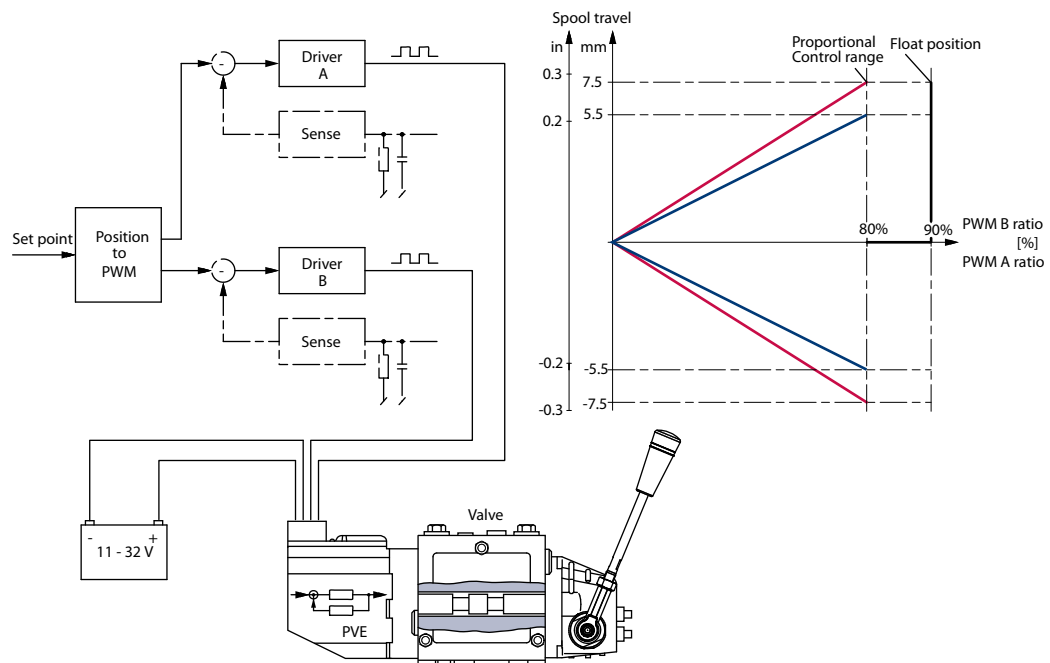 Driver
A
Sense
Set point
Position
to
PWM
Driver
B
Sense
- +
11 - 32 V
PVE
Valve
Spool travel
in mm
Proportional
Control range
Float position
0.3
7.5
5.5
0.2
80%
90%
PWM B ratio
[%]
PWM A ratio
-0.2
-5.5
-7.5
-0.3
-
-